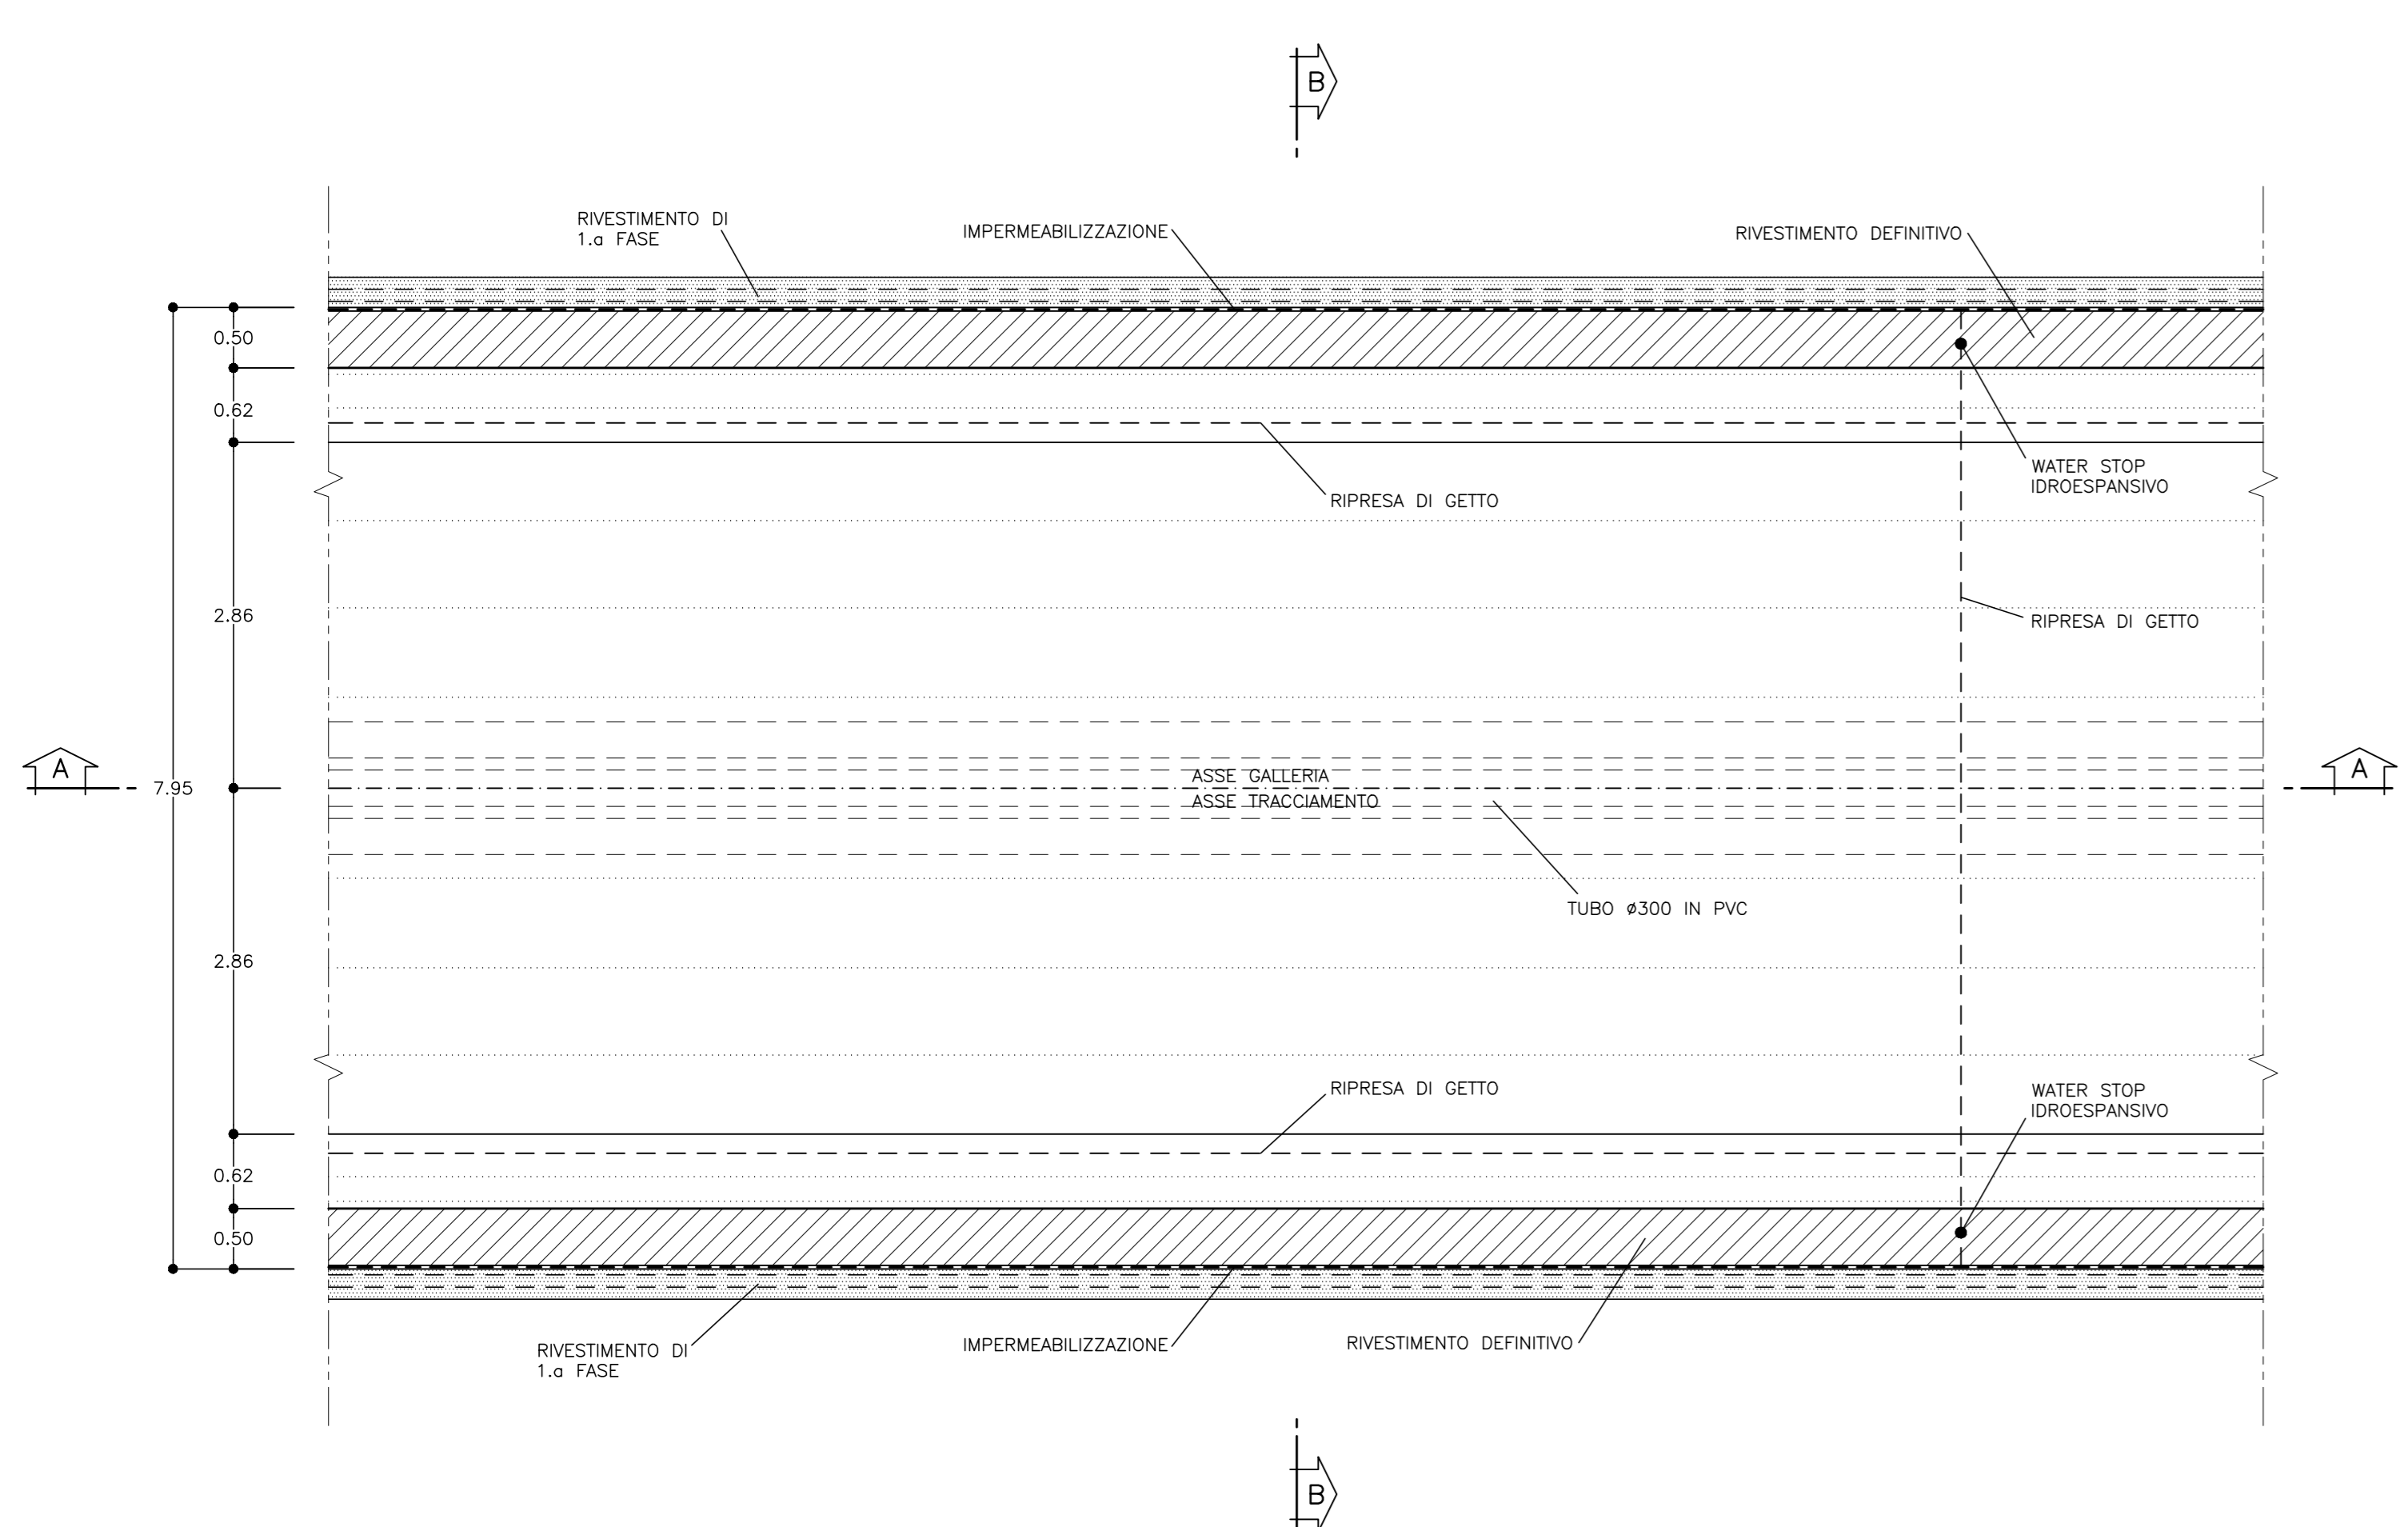 B
RIVESTIMENTO DI
1.a FASE
IMPERMEABILIZZAZIONE
RIVESTIMENTO DEFINITIVO
0.50
0.62
WATER STOP
IDROESPANSIVO
RIPRESA DI GETTO
2.86
RIPRESA DI GETTO
A
7.95
ASSE GALLERIA
ASSE TRACCIAMENTO
A
TUBO ø300 IN PVC
2.86
RIPRESA DI GETTO
WATER STOP
IDROESPANSIVO
0.62
0.50
RIVESTIMENTO DI
1.a FASE
IMPERMEABILIZZAZIONE
RIVESTIMENTO DEFINITIVO
B